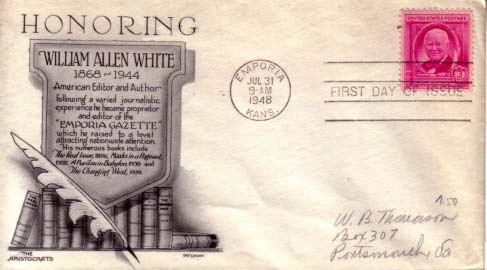 HONORING
WILLIAM ALLEN WHITE
1868 ~ 1944
American Editor and Author
following a varied journalistic
experience he became proprietor
and editor of the
"EMPORIA GAZETTE"
which he raised to a level
attracting nationwide attention.
His numerous books include
The Real Issue, 1896, Masks in a Pageant,
1928, A Puritan in Babylon, 1938 and
The Changing West, 1939.
"THE
ARISTOCRATS
EMPORIA
JUL 31
9-AM
1948
KANS.
FIRST DAY OF ISSUE
UNITED STATES POSTAGE
3
1.50
W. B. Thomason
Box 307
Portsmouth, Va